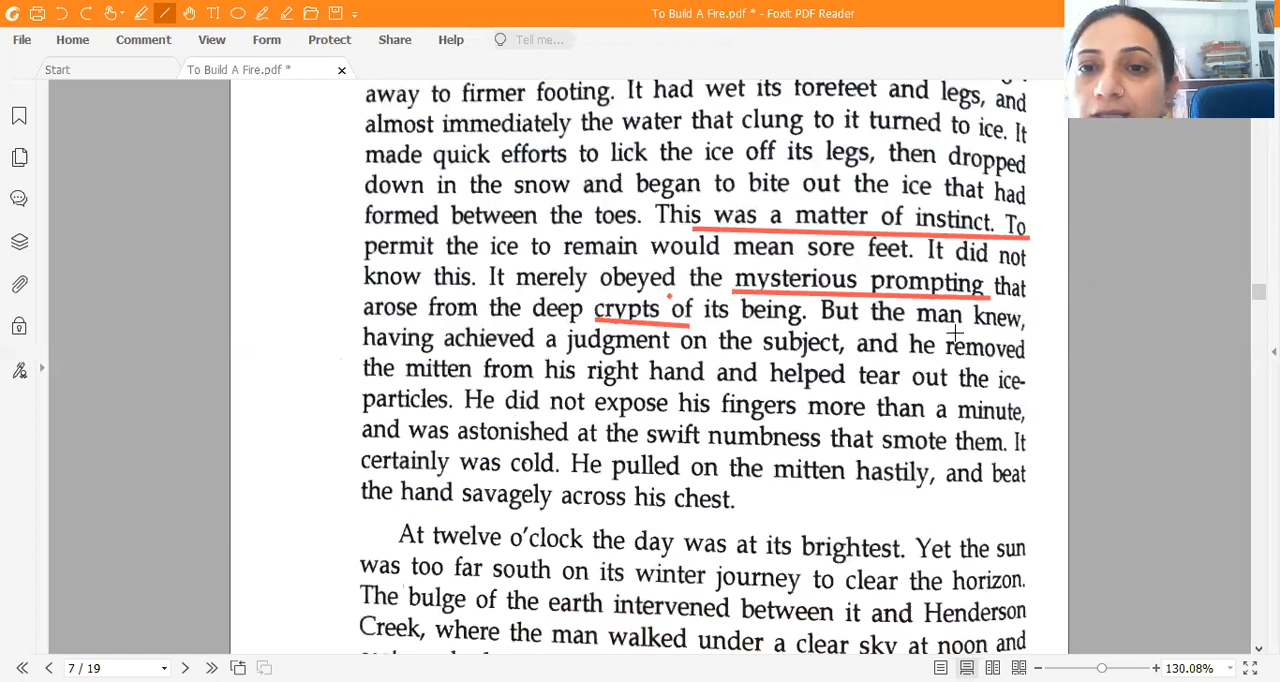 To Build A Fire.pdf * - Foxit PDF Reader
File Home Comment View Form Protect Share Help Tell me...
Start To Build A Fire.pdf *
away to firmer footing. It had wet its forefeet and legs, and
almost immediately the water that clung to it turned to ice. It
made quick efforts to lick the ice off its legs, then dropped
down in the snow and began to bite out the ice that had
formed between the toes. This was a matter of instinct. To
permit the ice to remain would mean sore feet. It did not
know this. It merely obeyed the mysterious prompting that
arose from the deep crypts of its being. But the man knew,
having achieved a judgment on the subject, and he removed
the mitten from his right hand and helped tear out the ice-
particles. He did not expose his fingers more than a minute,
and was astonished at the swift numbness that smote them. It
certainly was cold. He pulled on the mitten hastily, and beat
the hand savagely across his chest.
At twelve o'clock the day was at its brightest. Yet the sun
was too far south on its winter journey to clear the horizon.
The bulge of the earth intervened between it and Henderson
Creek, where the man walked under a clear sky at noon and
7 / 19 130.08%